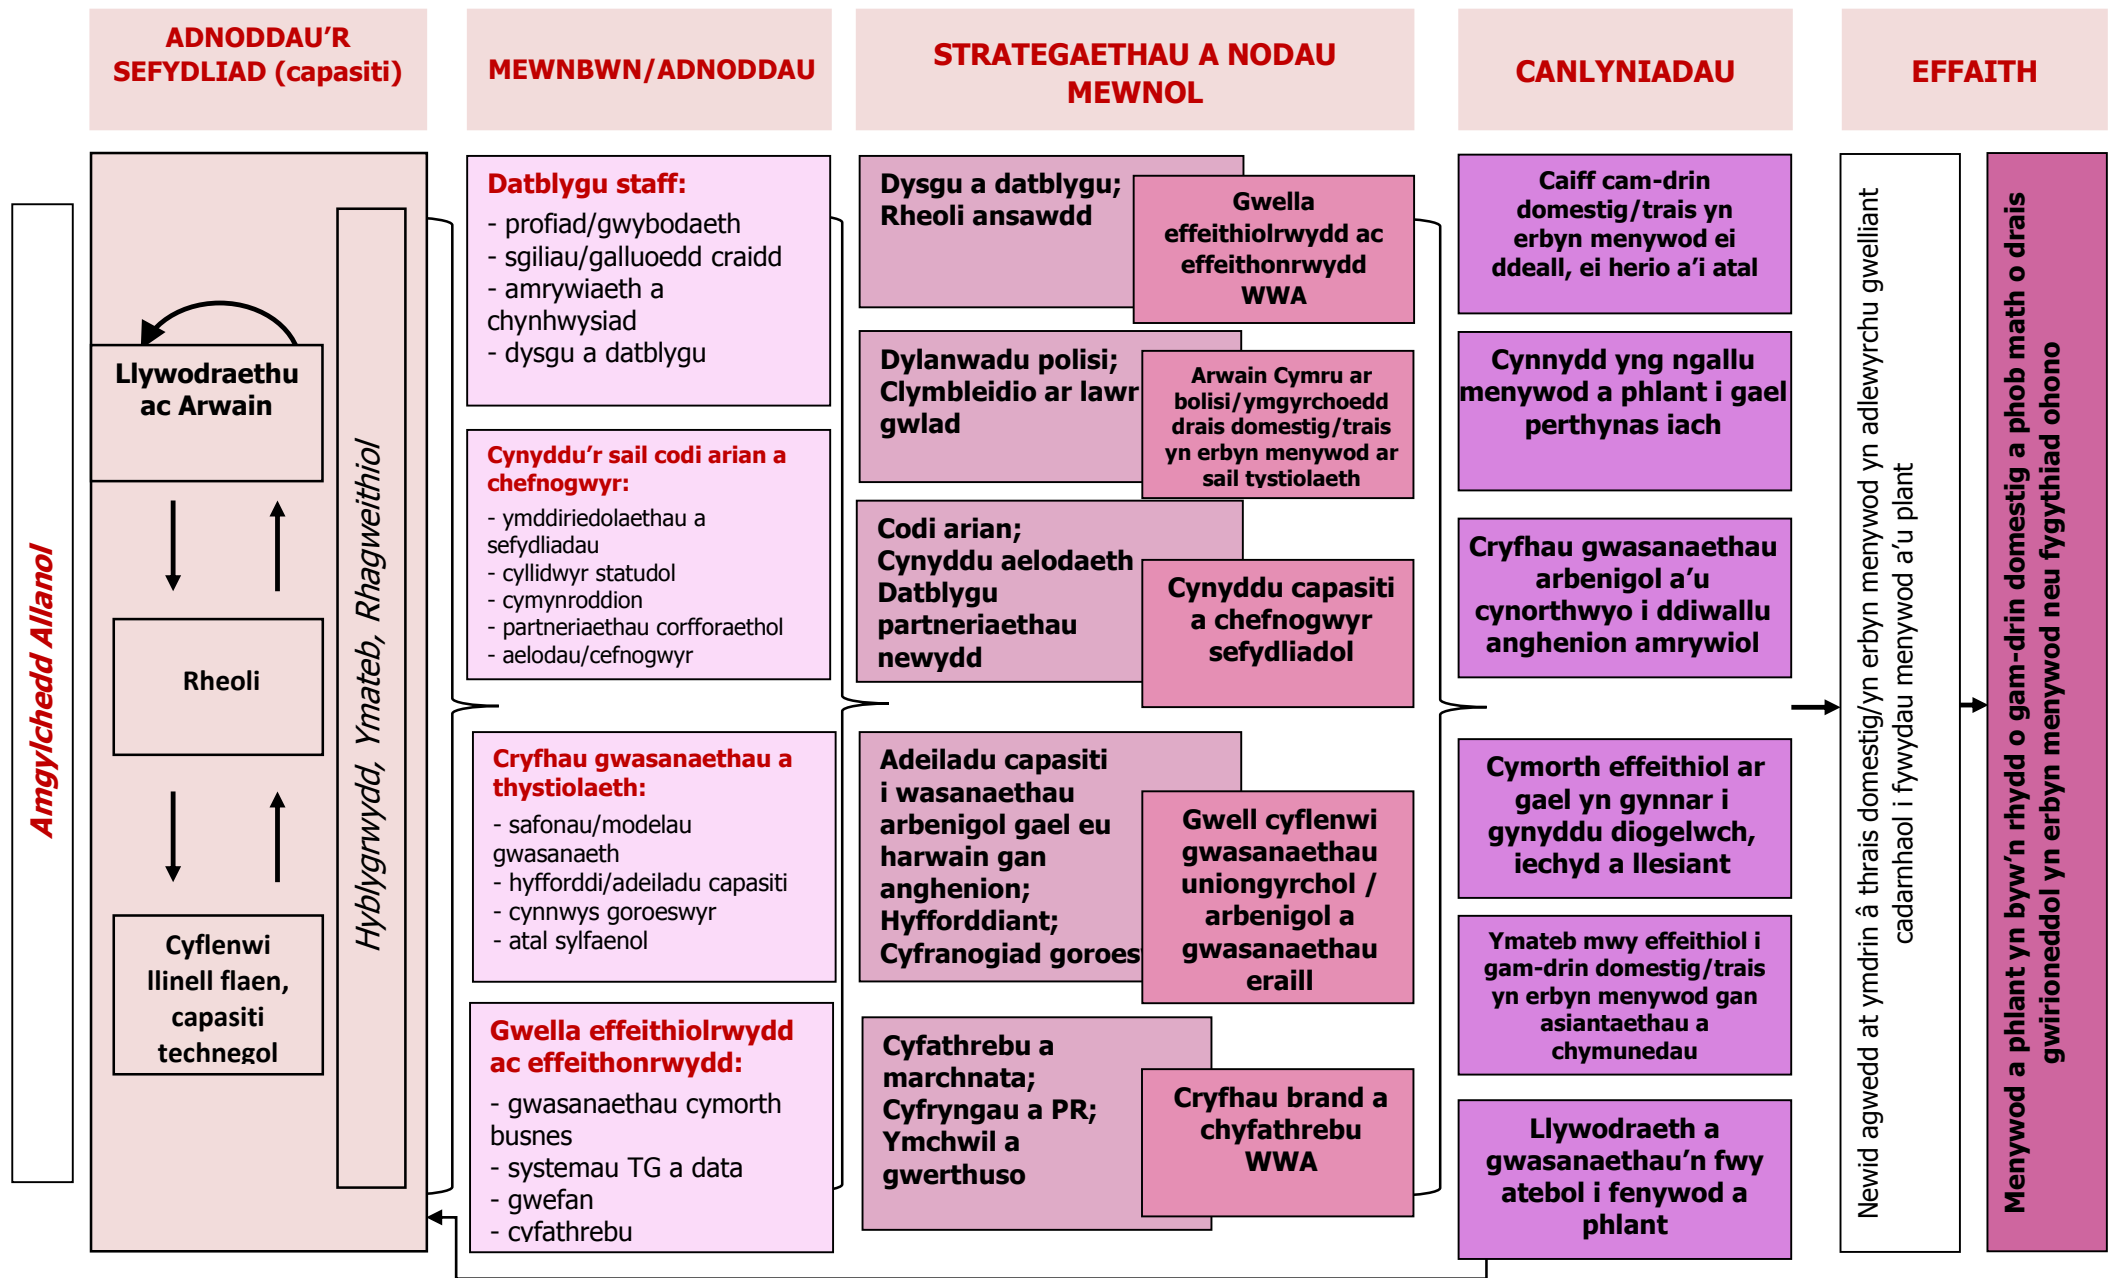 ADNODDAU’R
SEFYDLIAD (capasiti)
MEWNBWN/ADNODDAU
STRATEGAETHAU A NODAU
MEWNOL
CANLYNIADAU
EFFAITH
Amgylchedd Allanol
Llywodraethu
ac Arwain
Rheoli
Cyflenwi
llinell flaen,
capasiti
technegol
Hyblygrwydd, Ymateb, Rhagweithiol
Datblygu staff:
- profiad/gwybodaeth
- sgiliau/galluoedd craidd
- amrywiaeth a
chynhwysiad
- dysgu a datblygu
Cynyddu’r sail codi arian a
chefnogwyr:
- ymddiriedolaethau a
sefydliadau
- cyllidwyr statudol
- cymynroddion
- partneriaethau corfforaethol
- aelodau/cefnogwyr
Cryfhau gwasanaethau a
thystiolaeth:
- safonau/modelau
gwasanaeth
- hyfforddi/adeiladu capasiti
- cynnwys goroeswyr
- atal sylfaenol
Gwella effeithiolrwydd
ac effeithonrwydd:
- gwasanaethau cymorth
busnes
- systemau TG a data
- gwefan
- cyfathrebu
Dysgu a datblygu;
Rheoli ansawdd
Gwella
effeithiolrwydd ac
effeithonrwydd
WWA
Dylanwadu polisi;
Clymbleidio ar lawr
gwlad
Arwain Cymru ar
bolisi/ymgyrchoedd
drais domestig/trais
yn erbyn menywod ar
sail tystiolaeth
Codi arian;
Cynyddu aelodaeth
Datblygu
partneriaethau
newydd
Cynyddu capasiti
a chefnogwyr
sefydliadol
Adeiladu capasiti
i wasanaethau
arbenigol gael eu
harwain gan
anghenion;
Hyfforddiant;
Cyfranogiad
Gwell cyflenwi
gwasanaethau
uniongyrchol /
arbenigol a
gwasanaethau
eraill
Cyfathrebu a
marchnata;
Cyfryngau a PR;
Ymchwil a
gwerthuso
Cryfhau brand a
chyfathrebu
WWA
Caiff cam-drin
domestig/trais yn
erbyn menywod ei
ddeall, ei herio a’i atal
Cynnydd yng ngallu
menywod a phlant i gael
perthynas iach
Cryfhau gwasanaethau
arbenigol a’u
cynorthwyo i ddiwallu
anghenion amrywiol
Cymorth effeithiol ar
gael yn gynnar i
gynyddu diogelwch,
iechyd a llesiant
Ymateb mwy effeithiol i
gam-drin domestig/trais
yn erbyn menywod gan
asiantaethau a
chymunedau
Llywodraeth a
gwasanaethau’n fwy
atebol i fenywod a
phlant
Newid agwedd at ymdrin â thrais domestig/yn erbyn menywod yn adlewyrchu gwelliant
cadarnhaol i fywydau menywod a’u plant
Menywod a phlant yn byw’n rhydd o gam-drin domestig a phob math o drais
gwirioneddol yn erbyn menywod neu fygythiad ohono